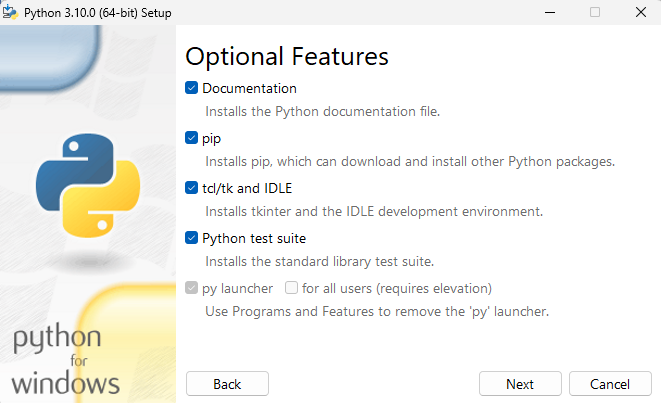 Python 3.10.0 (64-bit) Setup
Optional Features
Documentation
Installs the Python documentation file.
pip
Installs pip, which can download and install other Python packages.
tcl/tk and IDLE
Installs tkinter and the IDLE development environment.
Python test suite
Installs the standard library test suite.
py launcher for all users (requires elevation)
Use Programs and Features to remove the 'py' launcher.
python
for
windows
Back Next Cancel